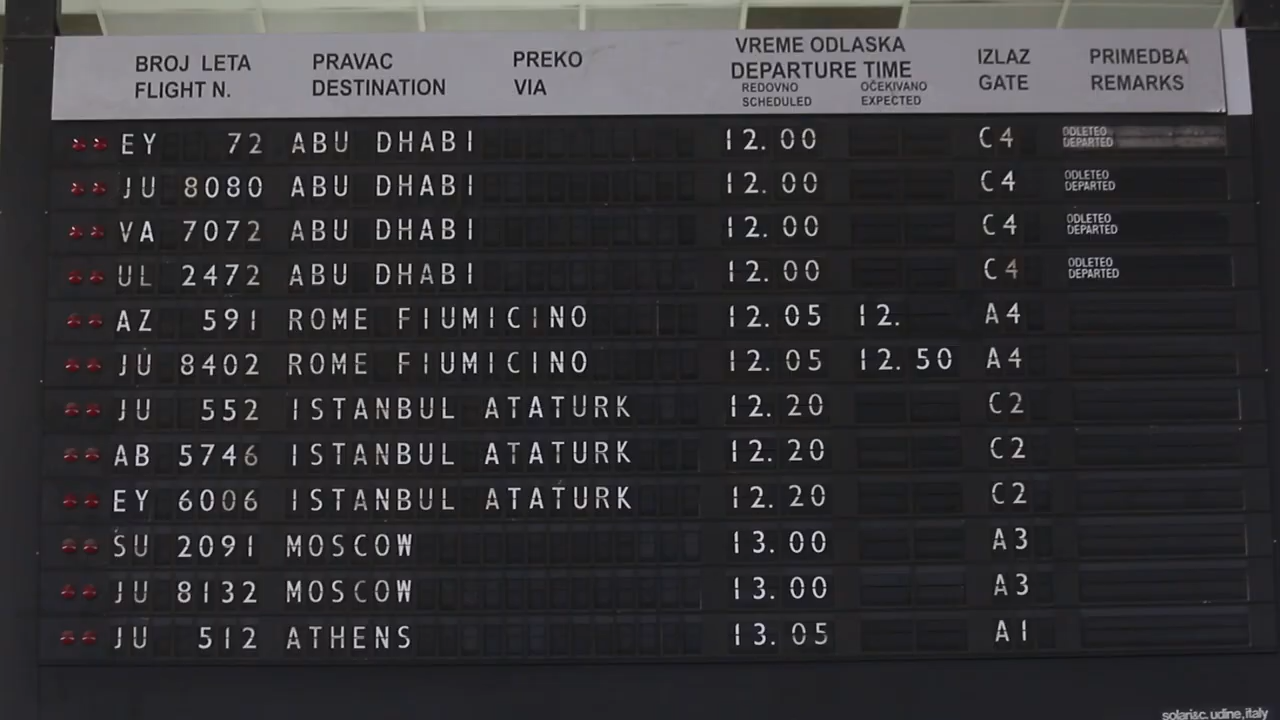 BROJ LETA PRAVAC PREKO VREME ODLASKA IZLAZ PRIMEDBA
FLIGHT N. DESTINATION VIA DEPARTURE TIME GATE REMARKS
REDOVNO OČEKIVANO
SCHEDULED EXPECTED
EY 72 ABU DHABI 12.00 C4 ODLETEO DEPARTED
JU 8080 ABU DHABI 12.00 C4 ODLETEO DEPARTED
VA 7072 ABU DHABI 12.00 C4 ODLETEO DEPARTED
UL 2472 ABU DHABI 12.00 C4 ODLETEO DEPARTED
AZ 591 ROME FIUMICINO 12.05 12. A4
JU 8402 ROME FIUMICINO 12.05 12.50 A4
JU 552 ISTANBUL ATATURK 12.20 C2
AB 5746 ISTANBUL ATATURK 12.20 C2
EY 6006 ISTANBUL ATATURK 12.20 C2
SU 2091 MOSCOW 13.00 A3
JU 8132 MOSCOW 13.00 A3
JU 512 ATHENS 13.05 A1
solarisc.udine,italy